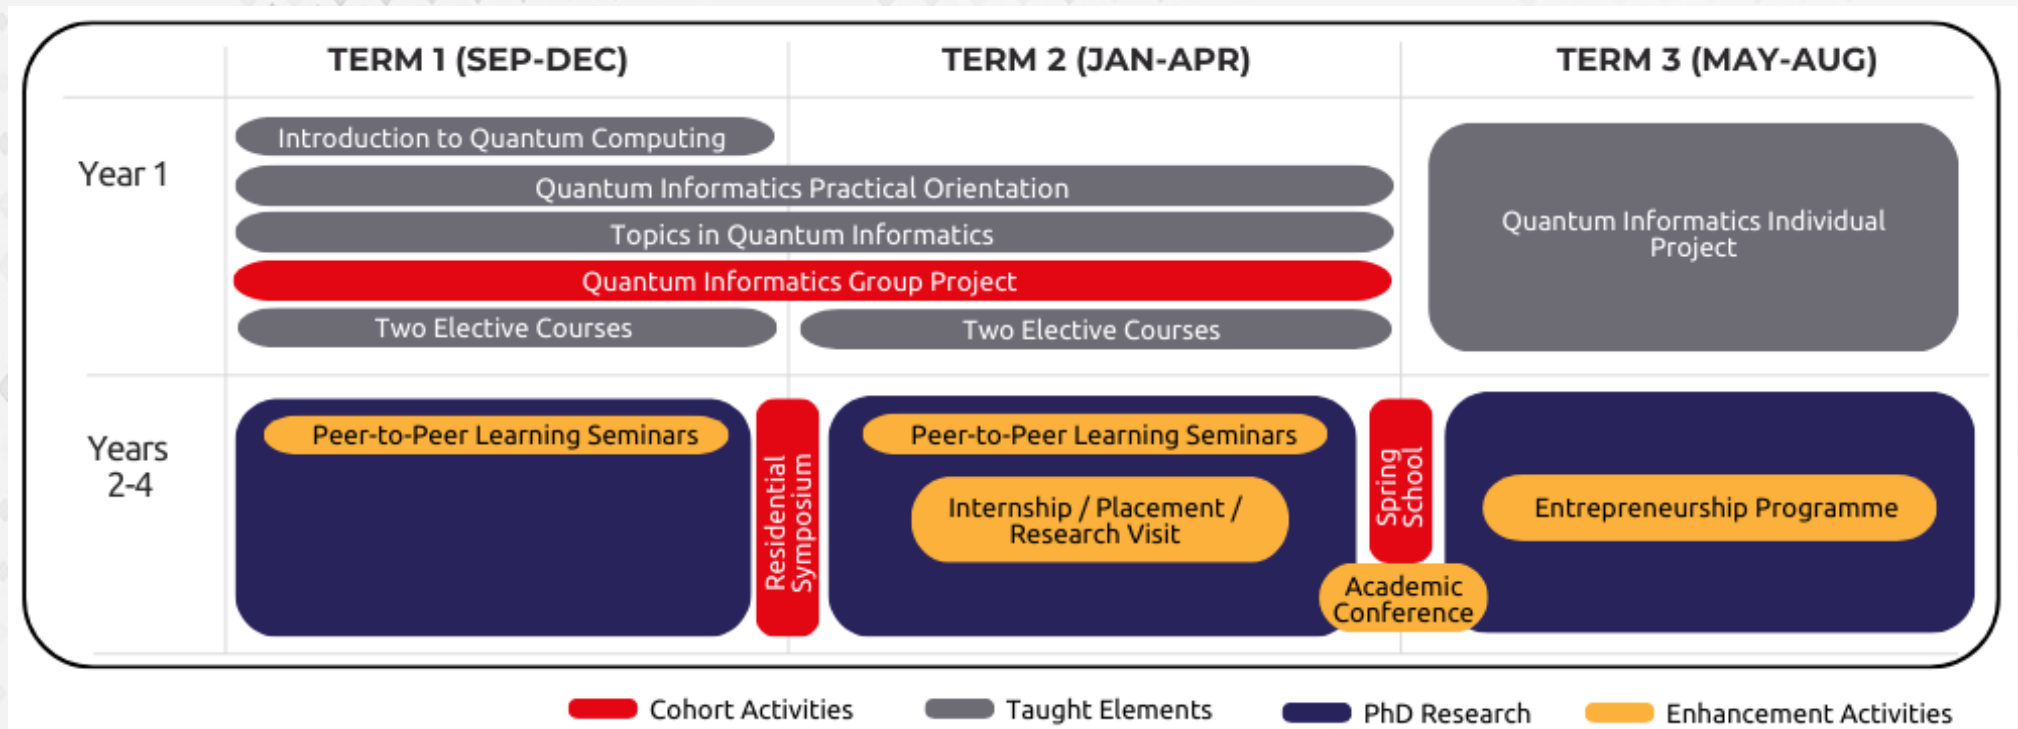 TERM 1 (SEP-DEC)
TERM 2 (JAN-APR)
TERM 3 (MAY-AUG)
Year 1
Introduction to Quantum Computing
Quantum Informatics Practical Orientation
Topics in Quantum Informatics
Quantum Informatics Group Project
Two Elective Courses
Two Elective Courses
Quantum Informatics Individual
Project
Years
2-4
Peer-to-Peer Learning Seminars
Residential
Symposium
Peer-to-Peer Learning Seminars
Internship / Placement /
Research Visit
Spring
School
Academic
Conference
Entrepreneurship Programme
Cohort Activities
Taught Elements
PhD Research
Enhancement Activities